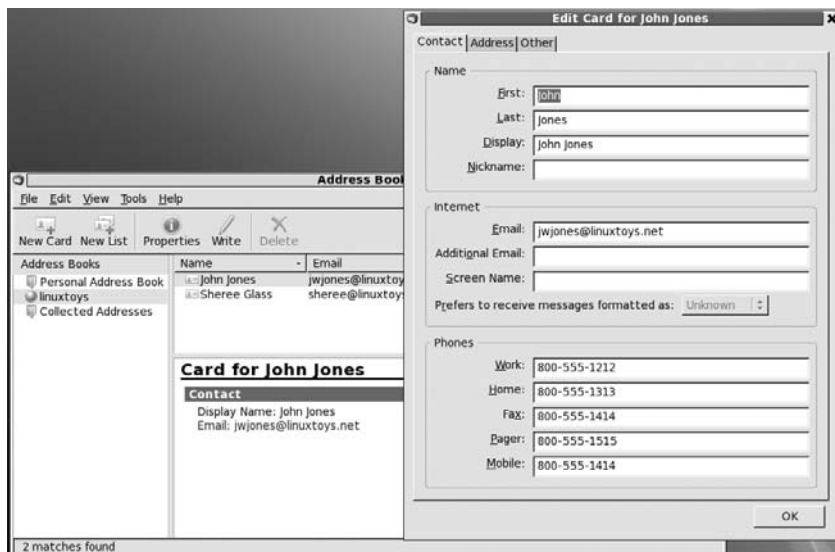 Edit Card for John Jones
Contact Address Other
Name
First: John
Last: Jones
Display: John Jones
Nickname:
Internet
Email: jwjones@linuxtoys.net
Additional Email:
Screen Name:
Prefers to receive messages formatted as: Unknown
Phones
Work: 800-555-1212
Home: 800-555-1313
Fax: 800-555-1414
Pager: 800-555-1515
Mobile: 800-555-1414
OK
Address Boo
File Edit View Tools Help
New Card New List Properties Write Delete
Address Books
Personal Address Book
linuxtoys
Collected Addresses
Name - Email
John Jones jwjones@linuxtoy
Sheree Glass sheree@linuxtoys
Card for John Jones
Contact
Display Name: John Jones
Email: jwjones@linuxtoys.net
2 matches found